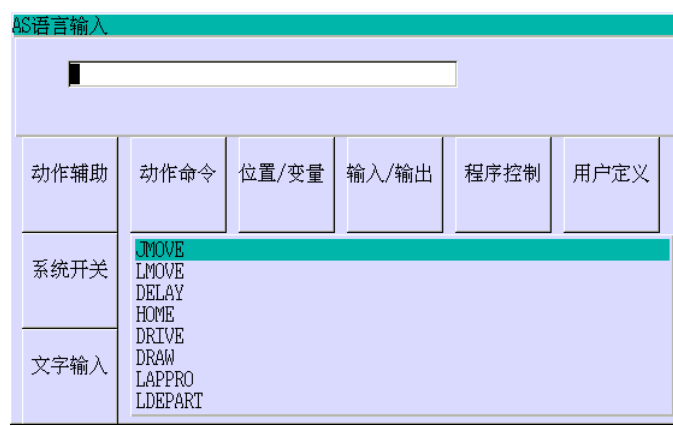 AS语言输入
动作辅助 动作命令 位置/变量 输入/输出 程序控制 用户定义
系统开关
文字输入
JMOVE
LMOVE
DELAY
HOME
DRIVE
DRAW
LAPPRO
LDEPART